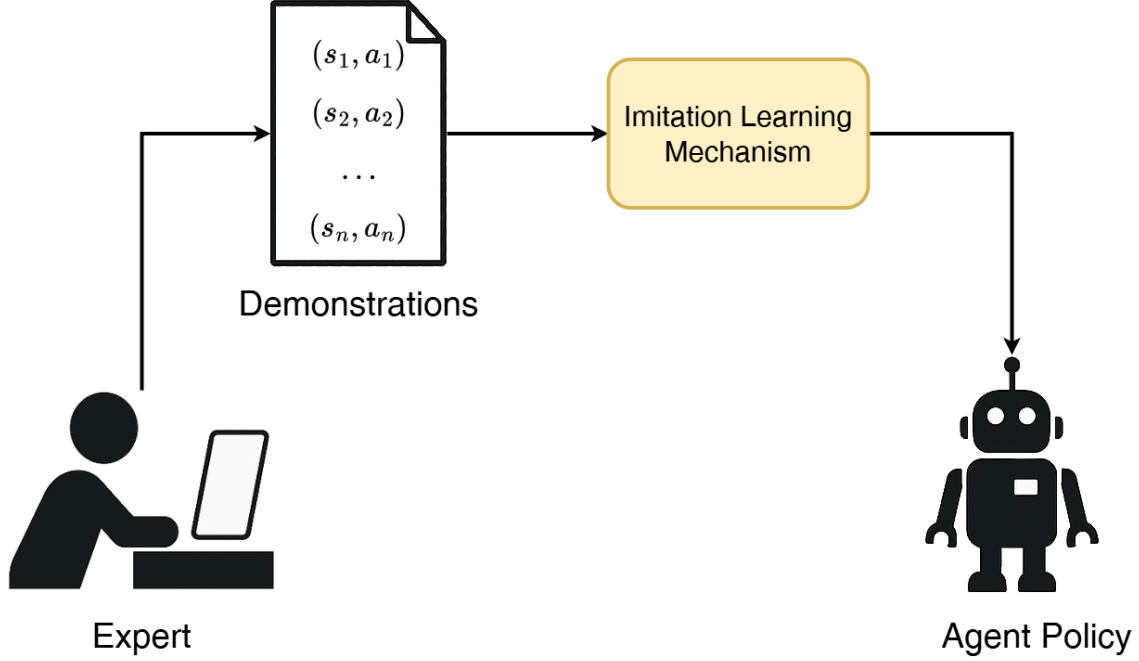 (s₁, a₁)
(s₂, a₂)
...
(sₙ, aₙ)
Demonstrations
Imitation Learning
Mechanism
Expert
Agent Policy